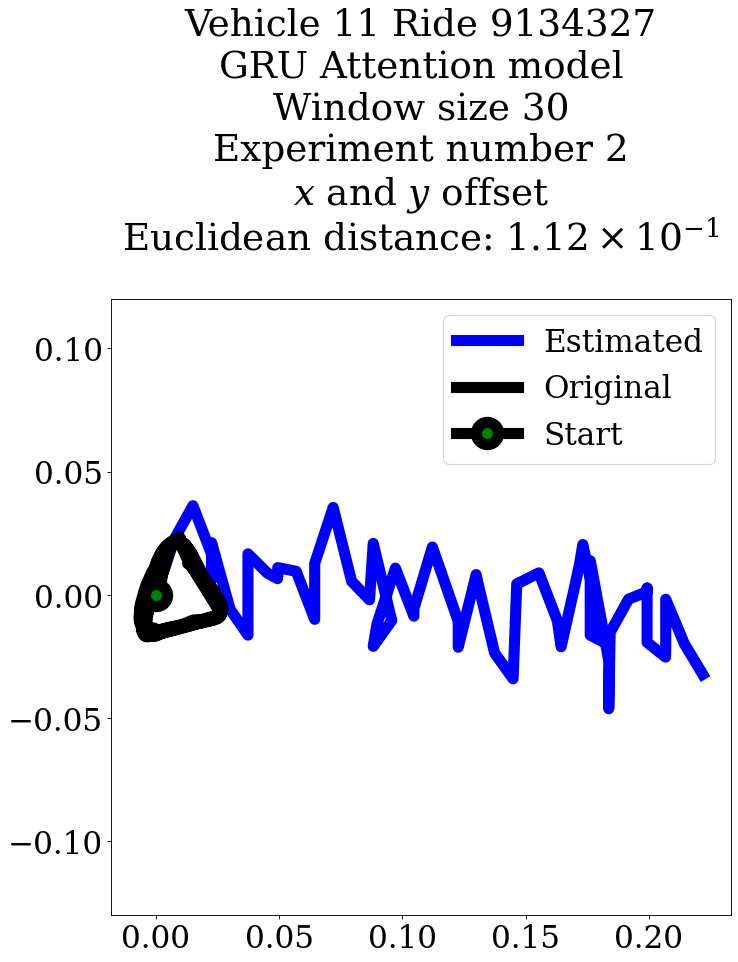 Vehicle 11 Ride 9134327
GRU Attention model
Window size 30
Experiment number 2
x and y offset
Euclidean distance: 1.12 × 10⁻¹
Estimated
Original
Start
0.10
0.05
0.00
−0.05
−0.10
0.00 0.05 0.10 0.15 0.20